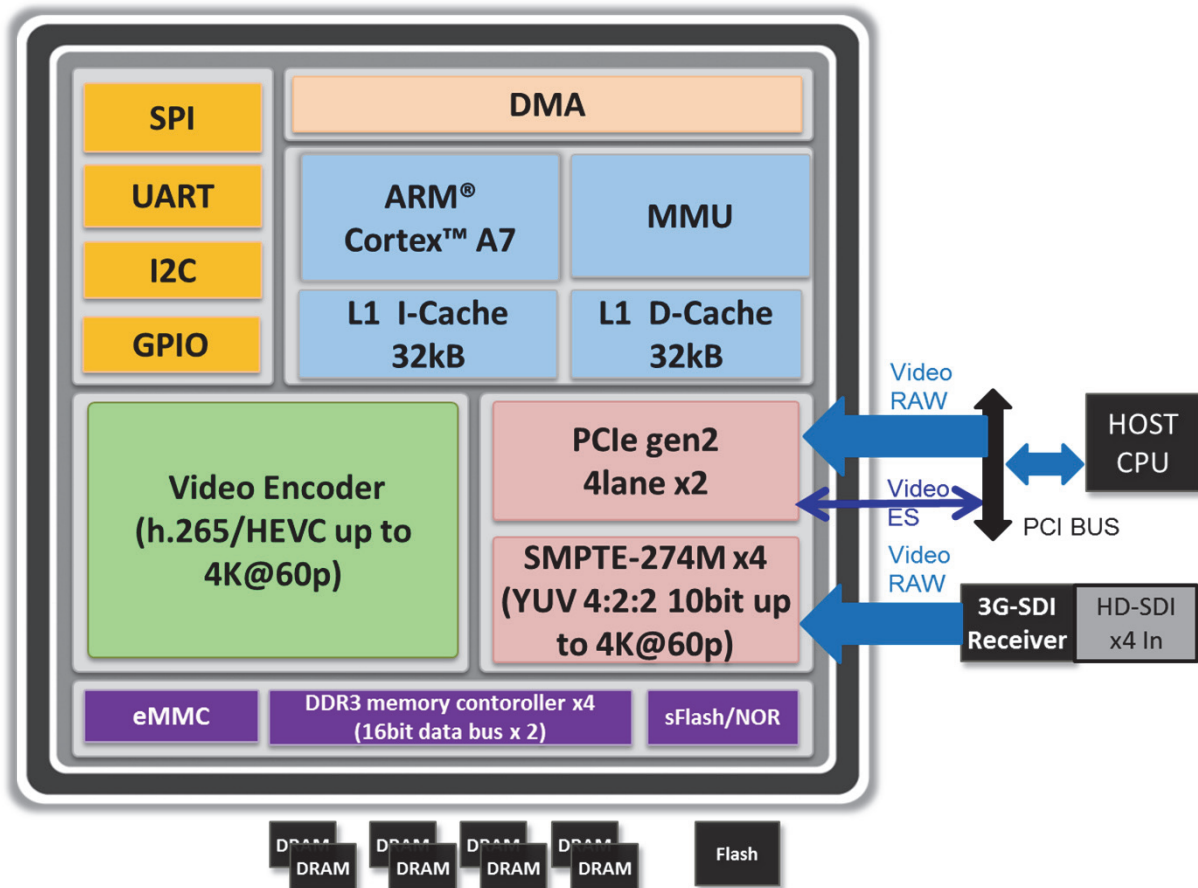 SPI
UART
I2C
GPIO
DMA
ARM®
Cortex™ A7
MMU
L1 I-Cache
32kB
L1 D-Cache
32kB
Video Encoder
(h.265/HEVC up to
4K@60p)
PCIe gen2
4lane x2
SMPTE-274M x4
(YUV 4:2:2 10bit up
to 4K@60p)
Video
RAW
Video
ES
PCI BUS
HOST
CPU
Video
RAW
3G-SDI
Receiver
HD-SDI
x4 In
eMMC
DDR3 memory contoroller x4
(16bit data bus x 2)
sFlash/NOR
DRAM
DRAM
DRAM
DRAM
DRAM
DRAM
DRAM
DRAM
Flash